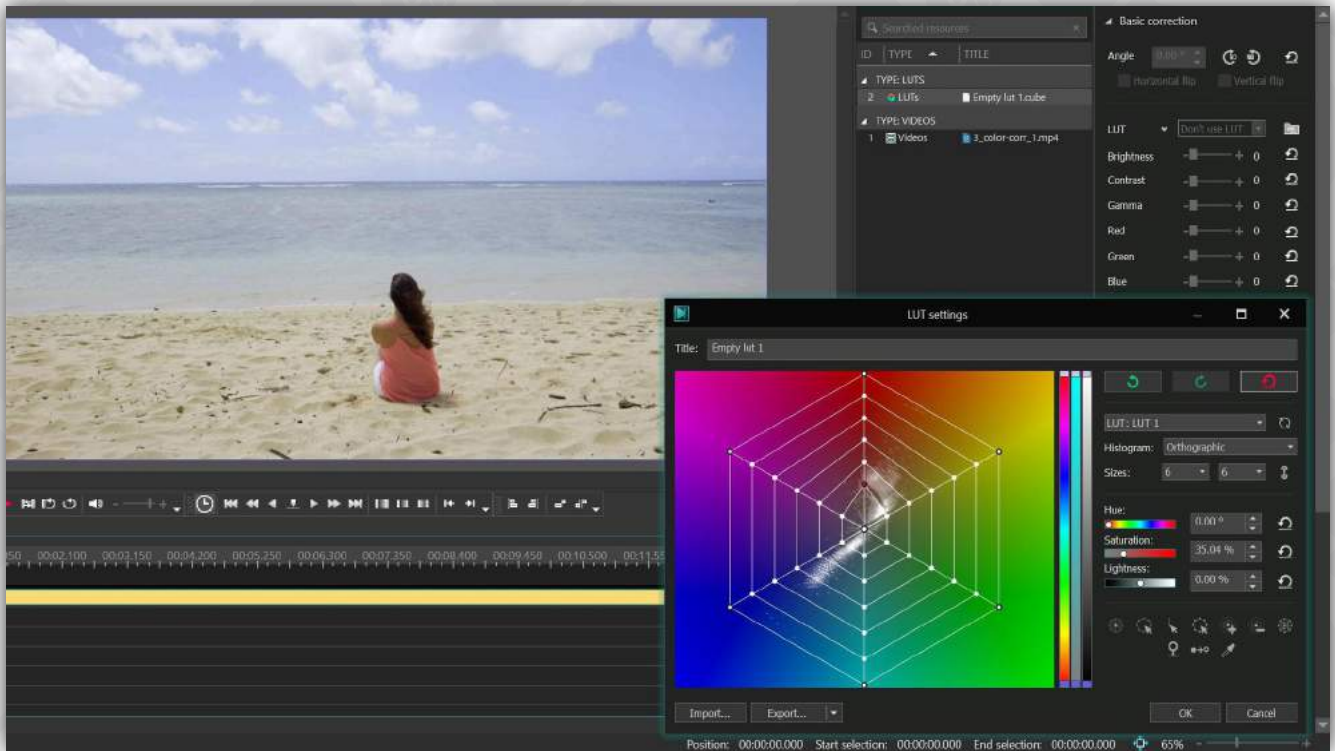 Searched resources
ID TYPE TITLE
TYPE: LUTS
2 LUTs Empty lut 1.cube
TYPE: VIDEOS
1 Videos 3_color-corr_1.mp4
Basic correction
Angle 0.00 °
Horizontal flip Vertical flip
LUT Don't use LUT
Brightness - + 0
Contrast - + 0
Gamma - + 0
Red - + 0
Green - + 0
Blue - + 0
LUT settings
Title: Empty lut 1
LUT: LUT 1
Histogram: Orthographic
Sizes: 6 6
Hue:
0.00 °
Saturation:
35.04 %
Lightness:
0.00 %
Import... Export... OK Cancel
00:02,100 00:03,150 00:04,200 00:05,250 00:06,300 00:07,350 00:08,400 00:09,450 00:10,500
Position: 00:00:00.000 Start selection: 00:00:00.000 End selection: 00:00:00.000 65% - +